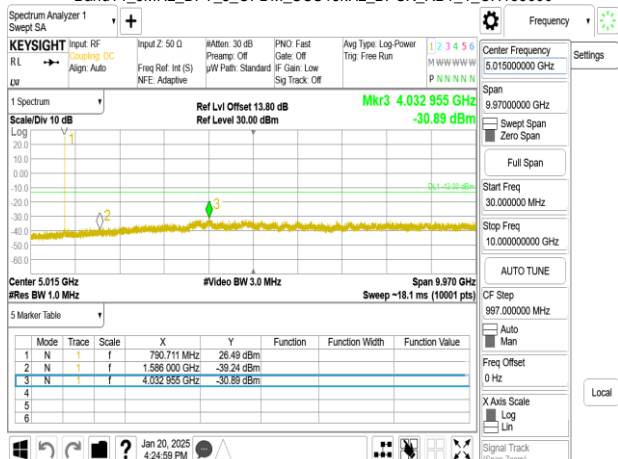 Spectrum Analyzer 1
Swept SA
Frequency
KEYSIGHT
RL
Input: RF
Coupling: DC
Align: Auto
Input Z: 50 Ω
Freq Ref: Int (S)
NFE: Adaptive
#Atten: 30 dB
Preamp: Off
µW Path: Standard
PNO: Fast
Gate: Off
IF Gain: Low
Sig Track: Off
Avg Type: Log-Power
Trig: Free Run
1 2 3 4 5 6
M W W W W W
P N N N N N
Center Frequency
5.015000000 GHz
Settings
Span
9.97000000 GHz
Swept Span
Zero Span
Full Span
Start Freq
30.000000 MHz
Stop Freq
10.000000000 GHz
AUTO TUNE
CF Step
997.000000 MHz
Auto
Man
Freq Offset
0 Hz
X Axis Scale
Log
Lin
Signal Track
Local
1 Spectrum
Scale/Div 10 dB
Ref Lvl Offset 13.80 dB
Ref Level 30.00 dBm
Mkr3 4.032 955 GHz
-30.89 dBm
Log
20.0
10.0
0.00
-10.0
-20.0
-30.0
-40.0
-50.0
-60.0
1
2
3
DL1 -13.00 dBm
Center 5.015 GHz
#Res BW 1.0 MHz
#Video BW 3.0 MHz
Span 9.970 GHz
Sweep ~18.1 ms (10001 pts)
5 Marker Table
Mode Trace Scale X Y Function Function Width Function Value
1 N 1 f 790.711 MHz 26.49 dBm
2 N 1 f 1.586 000 GHz -39.24 dBm
3 N 1 f 4.032 955 GHz -30.89 dBm
4
5
6
?
Jan 20, 2025
4:24:59 PM